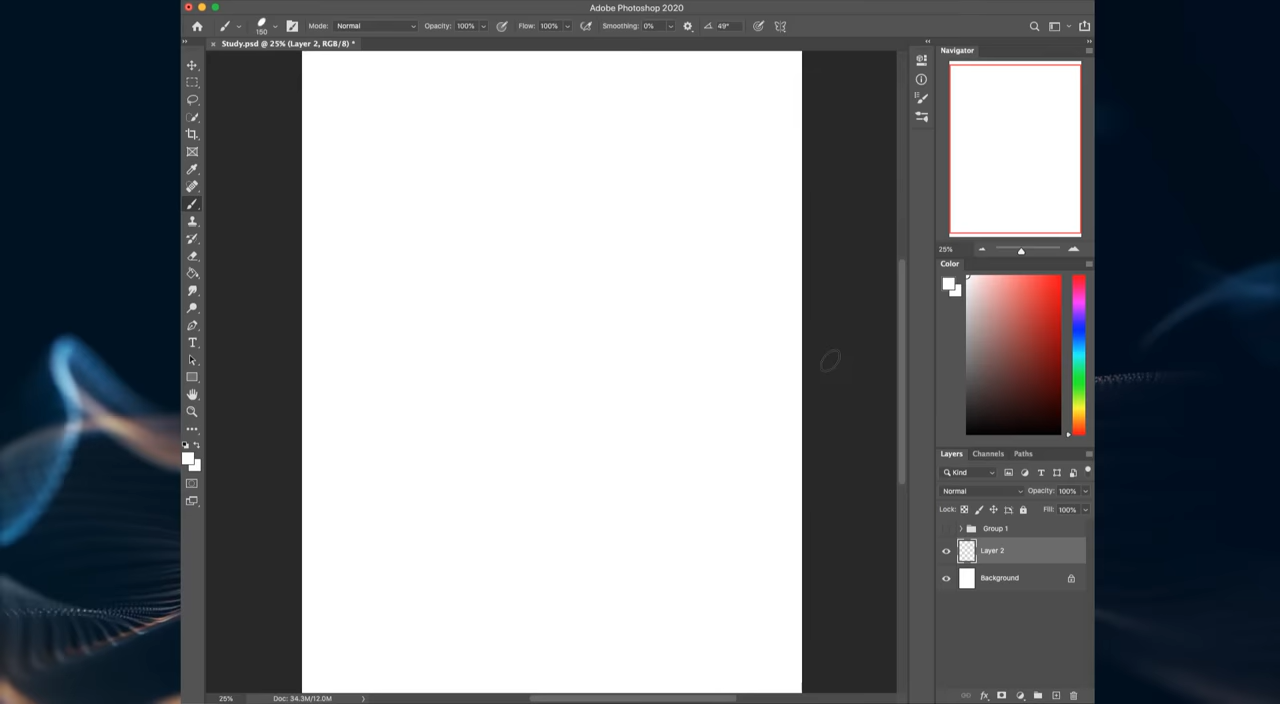 Adobe Photoshop 2020
150 Mode: Normal Opacity: 100% Flow: 100% Smoothing: 0% 49°
× Study.psd @ 25% (Layer 2, RGB/8) *
Navigator
25%
Color
Layers Channels Paths
Kind
Normal Opacity: 100%
Lock: Fill: 100%
Group 1
Layer 2
Background
fx
25% Doc: 34.3M/12.0M